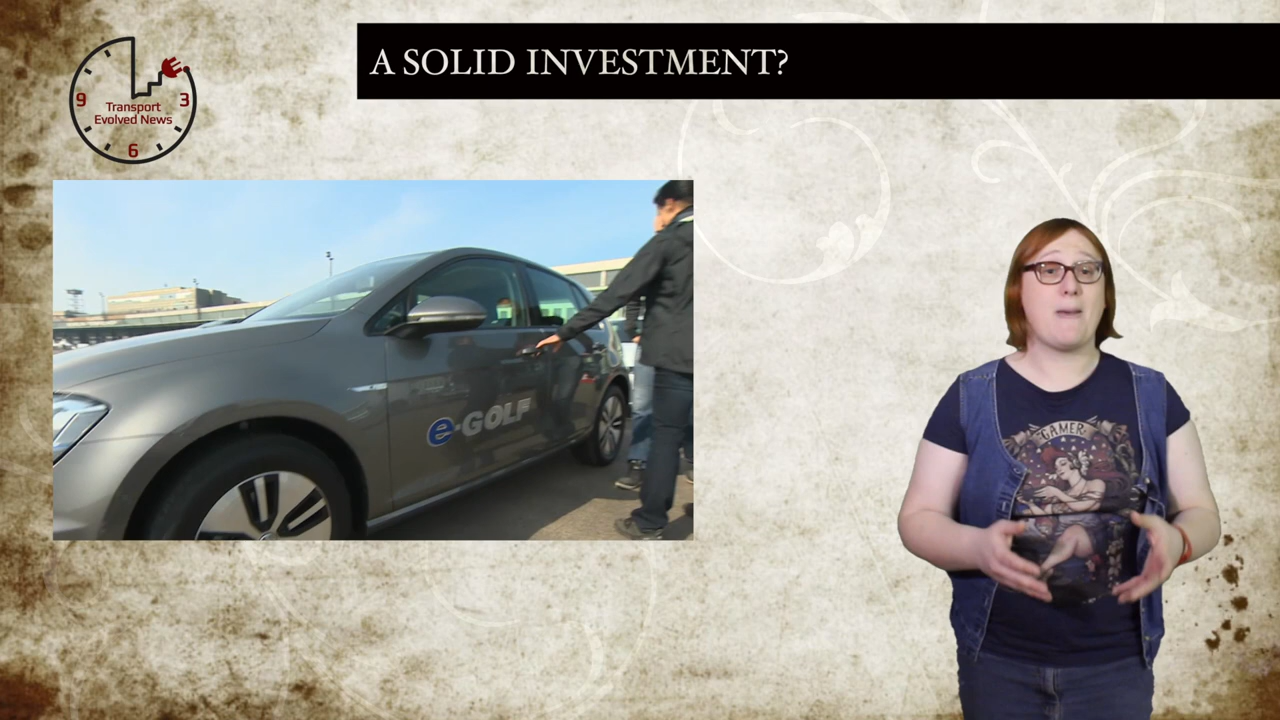 A SOLID INVESTMENT?
9
3
Transport
Evolved News
6
e-GOLF
GAMER